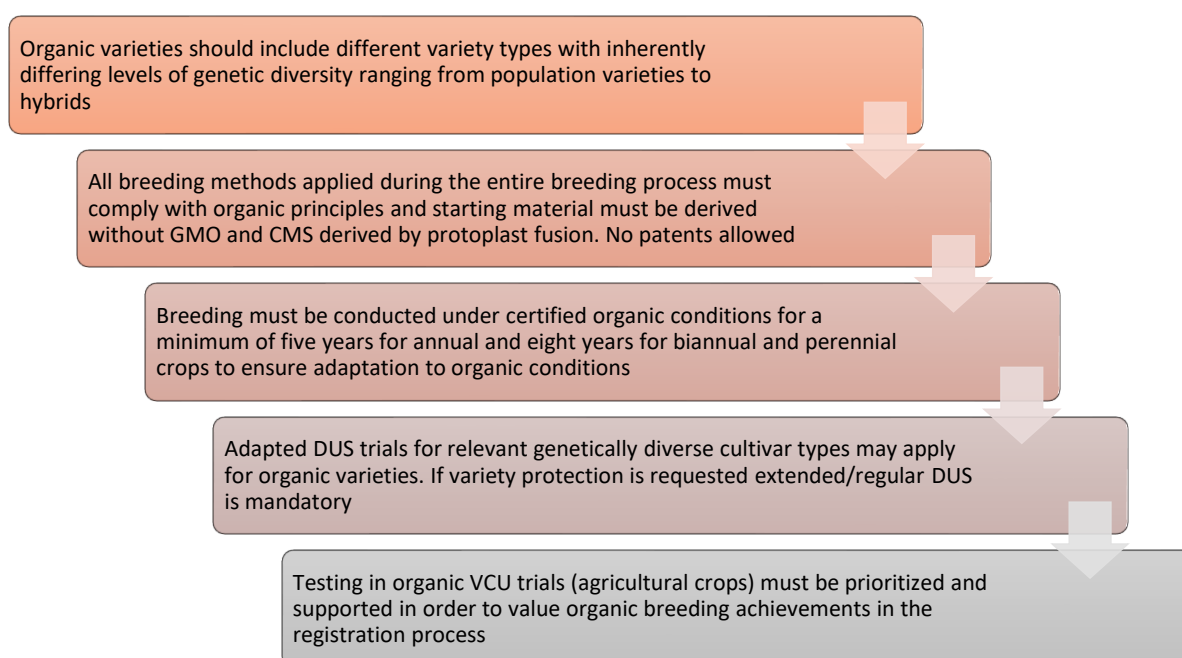 Organic varieties should include different variety types with inherently
differing levels of genetic diversity ranging from population varieties to
hybrids
All breeding methods applied during the entire breeding process must
comply with organic principles and starting material must be derived
without GMO and CMS derived by protoplast fusion. No patents allowed
Breeding must be conducted under certified organic conditions for a
minimum of five years for annual and eight years for biannual and perennial
crops to ensure adaptation to organic conditions
Adapted DUS trials for relevant genetically diverse cultivar types may apply
for organic varieties. If variety protection is requested extended/regular DUS
is mandatory
Testing in organic VCU trials (agricultural crops) must be prioritized and
supported in order to value organic breeding achievements in the
registration process